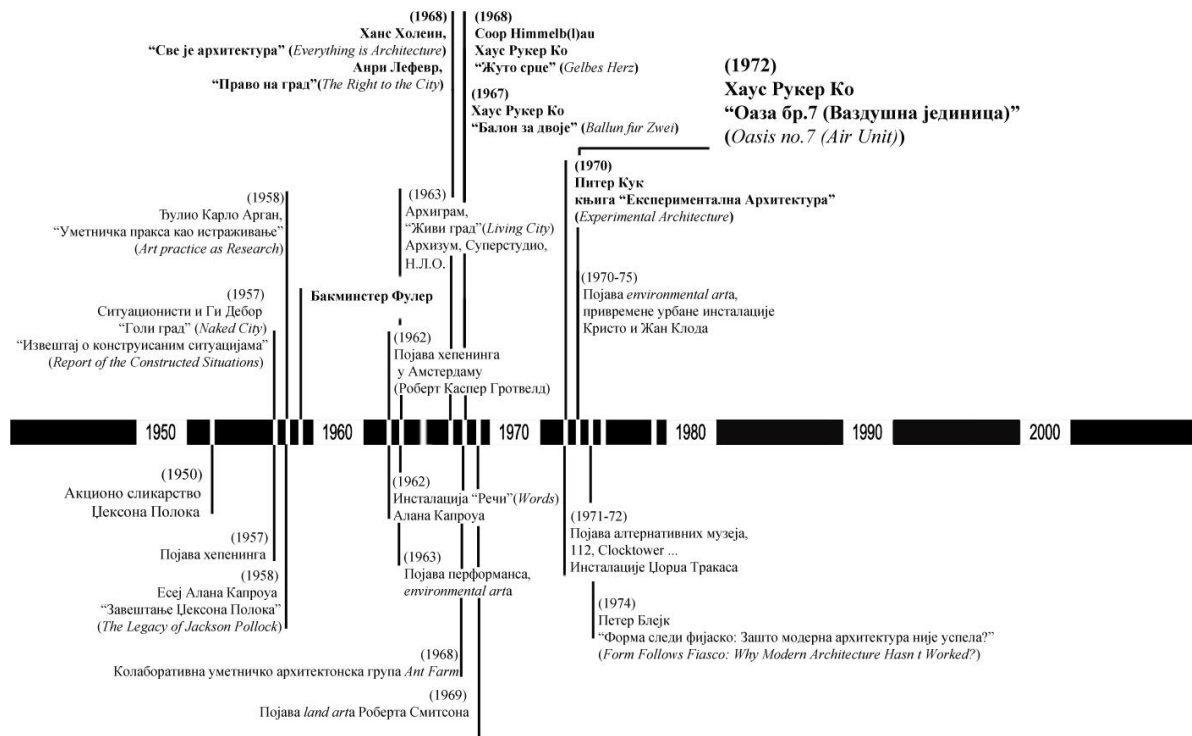 (1968)
Ханс Холеин,
“Све је архитектура” (Everything is Architecture)
Анри Лефевр,
“Право на град”(The Right to the City)
(1968)
Coop Himmelb(l)au
Хаус Рукер Ко
“Жуто срце” (Gelbes Herz)
(1967)
Хаус Рукер Ко
“Балон за двоје” (Ballun fur Zwei)
(1972)
Хаус Рукер Ко
“Оаза бр.7 (Ваздушна јединица)”
(Oasis no.7 (Air Unit))
(1970)
Питер Кук
књига “Експериментална Архитектура”
(Experimental Architecture)
(1958)
Ђулио Карло Арган,
“Уметничка пракса као истраживање”
(Art practice as Research)
(1963)
Архиграм,
“Живи град”(Living City)
Архизум, Суперстудио,
Н.Л.О.
(1957)
Ситуационисти и Ги Дебор
“Голи град” (Naked City)
“Извештај о конструисаним ситуацијама”
(Report of the Constructed Situations)
Бакминстер Фулер
(1962)
Појава хепенинга
у Амстердаму
(Роберт Каспер Гротвелд)
(1970-75)
Појава environmental artа,
привремене урбане инсталације
Кристо и Жан Клода
1950 1960 1970 1980 1990 2000
(1950)
Акционо сликарство
Џексона Полока
(1957)
Појава хепенинга
(1958)
Есеј Алана Капроуа
“Завештање Џексона Полока”
(The Legacy of Jackson Pollock)
(1962)
Инсталација “Речи”(Words)
Алана Капроуа
(1963)
Појава перформанса,
environmental artа
(1968)
Колаборативна уметничко архитектонска група Ant Farm
(1969)
Појава land artа Роберта Смитсона
(1971-72)
Појава алтернативних музеја,
112, Clocktower ...
Инсталације Џорџа Тракаса
(1974)
Петер Блејк
“Форма следи фијаско: Зашто модерна архитектура није успела?”
(Form Follows Fiasco: Why Modern Architecture Hasn t Worked?)